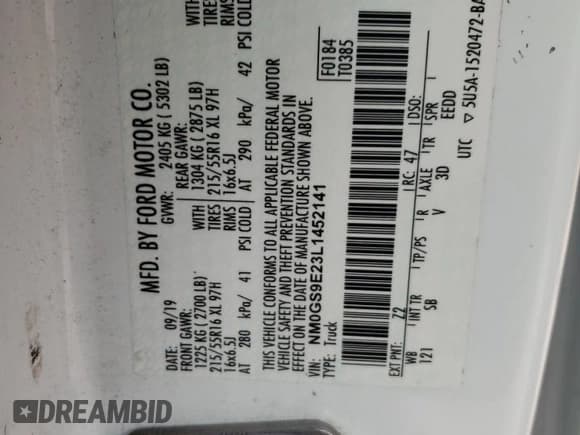 MFD. BY FORD MOTOR CO.
DATE: 09/19 GVWR: 2405 KG ( 5302 LB)
FRONT GAWR: REAR GAWR:
1225 KG ( 2700 LB) WITH 1304 KG ( 2875 LB) WITH
215/55R16 XL 97H TIRES 215/55R16 XL 97H TIRES
16x6.5J RIMS 16x6.5J RIMS
AT 280 kPa/ 41 PSI COLD AT 290 kPa/ 42 PSI COLD
THIS VEHICLE CONFORMS TO ALL APPLICABLE FEDERAL MOTOR
VEHICLE SAFETY AND THEFT PREVENTION STANDARDS IN
EFFECT ON THE DATE OF MANUFACTURE SHOWN ABOVE.
VIN: NM0GS9E23L1452141
TYPE: Truck
F0184
T0385
EXT PNT: Z2 RC: 47 DSO:
WB INT TR TP/PS R AXLE TR SPR
121 SB V 3D EEDD
UTC ▽ 5U5A-1520472-BA
DREAMBID